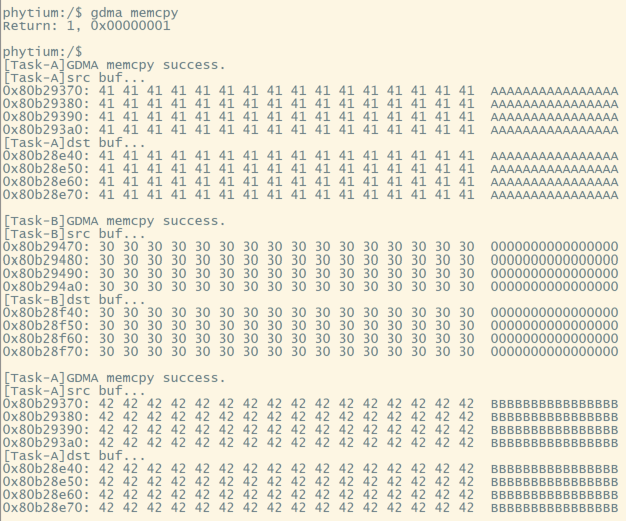 phytium:/$ gdma memcpy
Return: 1, 0x00000001

phytium:/$
[Task-A]GDMA memcpy success.
[Task-A]src buf...
0x80b29370: 41 41 41 41 41 41 41 41 41 41 41 41 41 41 41 41  AAAAAAAAAAAAAAAA
0x80b29380: 41 41 41 41 41 41 41 41 41 41 41 41 41 41 41 41  AAAAAAAAAAAAAAAA
0x80b29390: 41 41 41 41 41 41 41 41 41 41 41 41 41 41 41 41  AAAAAAAAAAAAAAAA
0x80b293a0: 41 41 41 41 41 41 41 41 41 41 41 41 41 41 41 41  AAAAAAAAAAAAAAAA
[Task-A]dst buf...
0x80b28e40: 41 41 41 41 41 41 41 41 41 41 41 41 41 41 41 41  AAAAAAAAAAAAAAAA
0x80b28e50: 41 41 41 41 41 41 41 41 41 41 41 41 41 41 41 41  AAAAAAAAAAAAAAAA
0x80b28e60: 41 41 41 41 41 41 41 41 41 41 41 41 41 41 41 41  AAAAAAAAAAAAAAAA
0x80b28e70: 41 41 41 41 41 41 41 41 41 41 41 41 41 41 41 41  AAAAAAAAAAAAAAAA

[Task-B]GDMA memcpy success.
[Task-B]src buf...
0x80b29470: 30 30 30 30 30 30 30 30 30 30 30 30 30 30 30 30  0000000000000000
0x80b29480: 30 30 30 30 30 30 30 30 30 30 30 30 30 30 30 30  0000000000000000
0x80b29490: 30 30 30 30 30 30 30 30 30 30 30 30 30 30 30 30  0000000000000000
0x80b294a0: 30 30 30 30 30 30 30 30 30 30 30 30 30 30 30 30  0000000000000000
[Task-B]dst buf...
0x80b28f40: 30 30 30 30 30 30 30 30 30 30 30 30 30 30 30 30  0000000000000000
0x80b28f50: 30 30 30 30 30 30 30 30 30 30 30 30 30 30 30 30  0000000000000000
0x80b28f60: 30 30 30 30 30 30 30 30 30 30 30 30 30 30 30 30  0000000000000000
0x80b28f70: 30 30 30 30 30 30 30 30 30 30 30 30 30 30 30 30  0000000000000000

[Task-A]GDMA memcpy success.
[Task-A]src buf...
0x80b29370: 42 42 42 42 42 42 42 42 42 42 42 42 42 42 42 42  BBBBBBBBBBBBBBBB
0x80b29380: 42 42 42 42 42 42 42 42 42 42 42 42 42 42 42 42  BBBBBBBBBBBBBBBB
0x80b29390: 42 42 42 42 42 42 42 42 42 42 42 42 42 42 42 42  BBBBBBBBBBBBBBBB
0x80b293a0: 42 42 42 42 42 42 42 42 42 42 42 42 42 42 42 42  BBBBBBBBBBBBBBBB
[Task-A]dst buf...
0x80b28e40: 42 42 42 42 42 42 42 42 42 42 42 42 42 42 42 42  BBBBBBBBBBBBBBBB
0x80b28e50: 42 42 42 42 42 42 42 42 42 42 42 42 42 42 42 42  BBBBBBBBBBBBBBBB
0x80b28e60: 42 42 42 42 42 42 42 42 42 42 42 42 42 42 42 42  BBBBBBBBBBBBBBBB
0x80b28e70: 42 42 42 42 42 42 42 42 42 42 42 42 42 42 42 42  BBBBBBBBBBBBBBBB